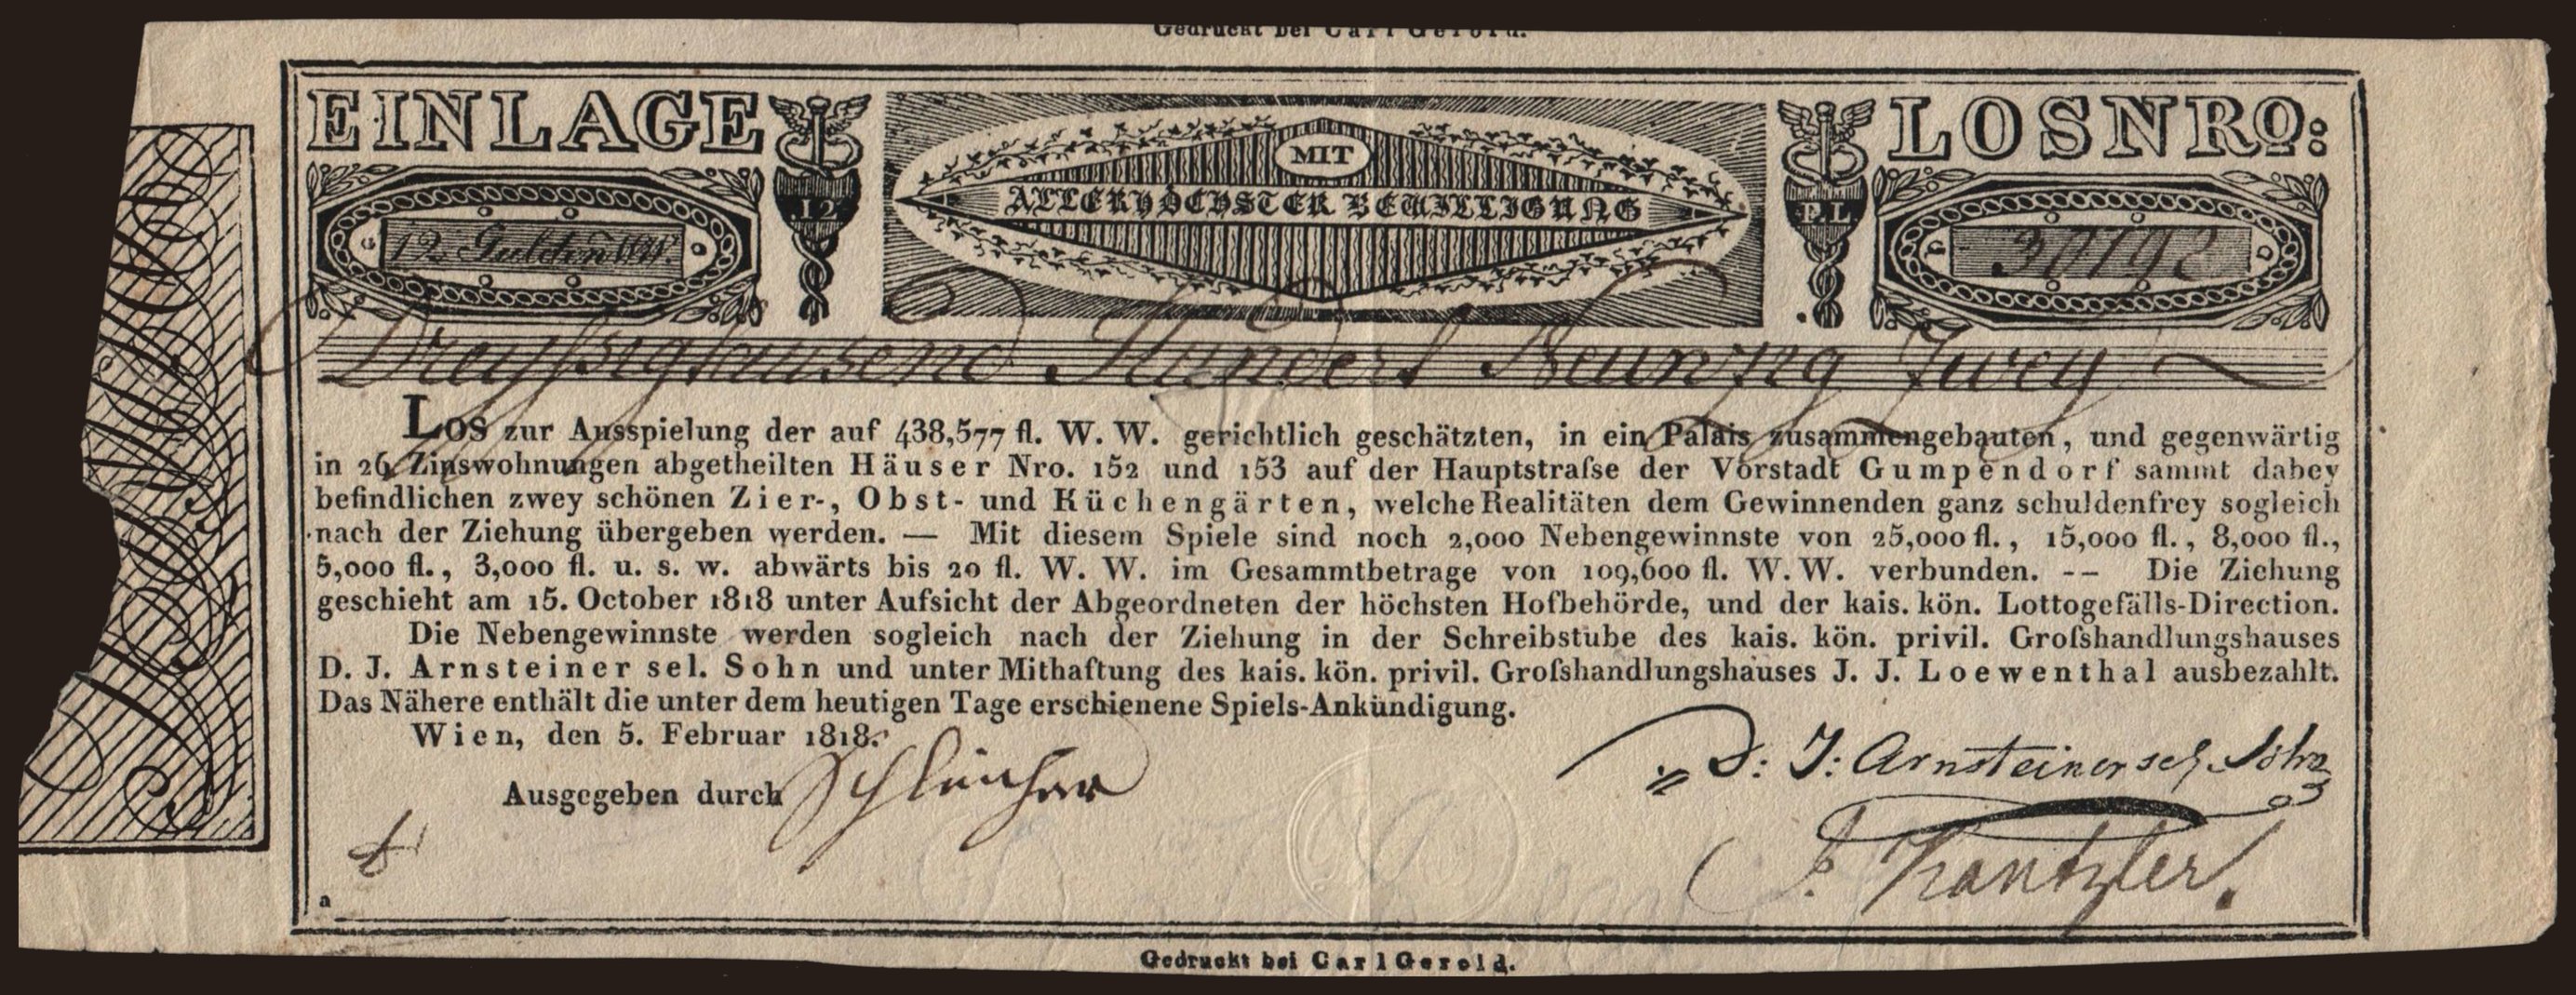 Gedruckt bei Carl Gerold.
EINLAGE
MIT
LOSNRO:
ALLERHÖCHSTER BEWILLIGUNG
12
P.L.
12 Gulden W.W.
30192
Dreyßigtausend Hundert Neunzig Zwey
Los zur Ausspielung der auf 438,577 fl. W. W. gerichtlich geschätzten, in ein Palais zusammengebauten, und gegenwärtig
in 26 Zinswohnungen abgetheilten Häuser Nro. 152 und 153 auf der Hauptstraſse der Vorstadt Gumpendorf sammt dabey
befindlichen zwey schönen Zier-, Obst- und Küchengärten, welche Realitäten dem Gewinnenden ganz schuldenfrey sogleich
nach der Ziehung übergeben werden. — Mit diesem Spiele sind noch 2,000 Nebengewinnste von 25,000 fl., 15,000 fl., 8,000 fl.,
5,000 fl., 3,000 fl. u. s. w. abwärts bis 20 fl. W. W. im Gesammtbetrage von 109,600 fl. W. W. verbunden. -- Die Ziehung
geschieht am 15. October 1818 unter Aufsicht der Abgeordneten der höchsten Hofbehörde, und der kais. kön. Lottogefälls-Direction.
Die Nebengewinnste werden sogleich nach der Ziehung in der Schreibstube des kais. kön. privil. Groſshandlungshauses
D. J. Arnsteiner sel. Sohn und unter Mithaftung des kais. kön. privil. Groſshandlungshauses J. J. Loewenthal ausbezahlt.
Das Nähere enthält die unter dem heutigen Tage erschienene Spiels-Ankündigung.
Wien, den 5. Februar 1818.
D: J: Arnsteiner sel Sohn
Ausgegeben durch
a
Gedruckt bei Carl Gerold.